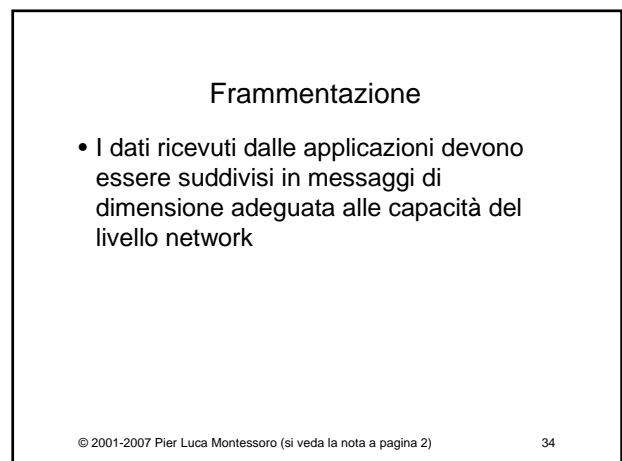 Frammentazione
• I dati ricevuti dalle applicazioni devono
essere suddivisi in messaggi di
dimensione adeguata alle capacità del
livello network
© 2001-2007 Pier Luca Montessoro (si veda la nota a pagina 2) 34